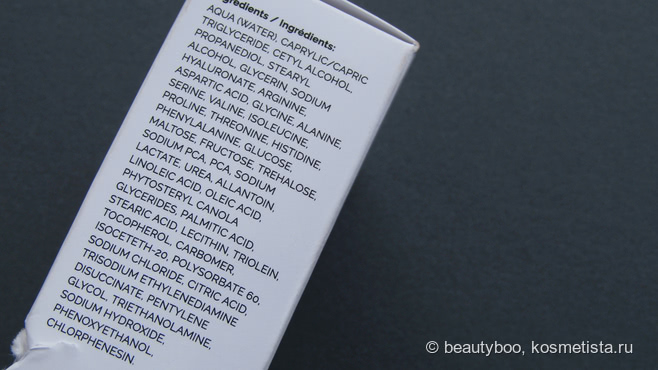 gredients / Ingrédients:
AQUA (WATER), CAPRYLIC/CAPRIC
TRIGLYCERIDE, CETYL ALCOHOL,
PROPANEDIOL, STEARYL
ALCOHOL, GLYCERIN, SODIUM
HYALURONATE, ARGININE,
ASPARTIC ACID, GLYCINE, ALANINE,
SERINE, VALINE, ISOLEUCINE,
PROLINE, THREONINE, HISTIDINE,
PHENYLALANINE, GLUCOSE,
MALTOSE, FRUCTOSE, TREHALOSE,
SODIUM PCA, PCA, SODIUM
LACTATE, UREA, ALLANTOIN,
LINOLEIC ACID, OLEIC ACID,
PHYTOSTERYL CANOLA
GLYCERIDES, PALMITIC ACID,
STEARIC ACID, LECITHIN, TRIOLEIN,
TOCOPHEROL, CARBOMER,
ISOCETETH-20, POLYSORBATE 60,
SODIUM CHLORIDE, CITRIC ACID,
TRISODIUM ETHYLENEDIAMINE
DISUCCINATE, PENTYLENE
GLYCOL, TRIETHANOLAMINE,
SODIUM HYDROXIDE,
PHENOXYETHANOL,
CHLORPHENESIN.
© beautyboo, kosmetista.ru